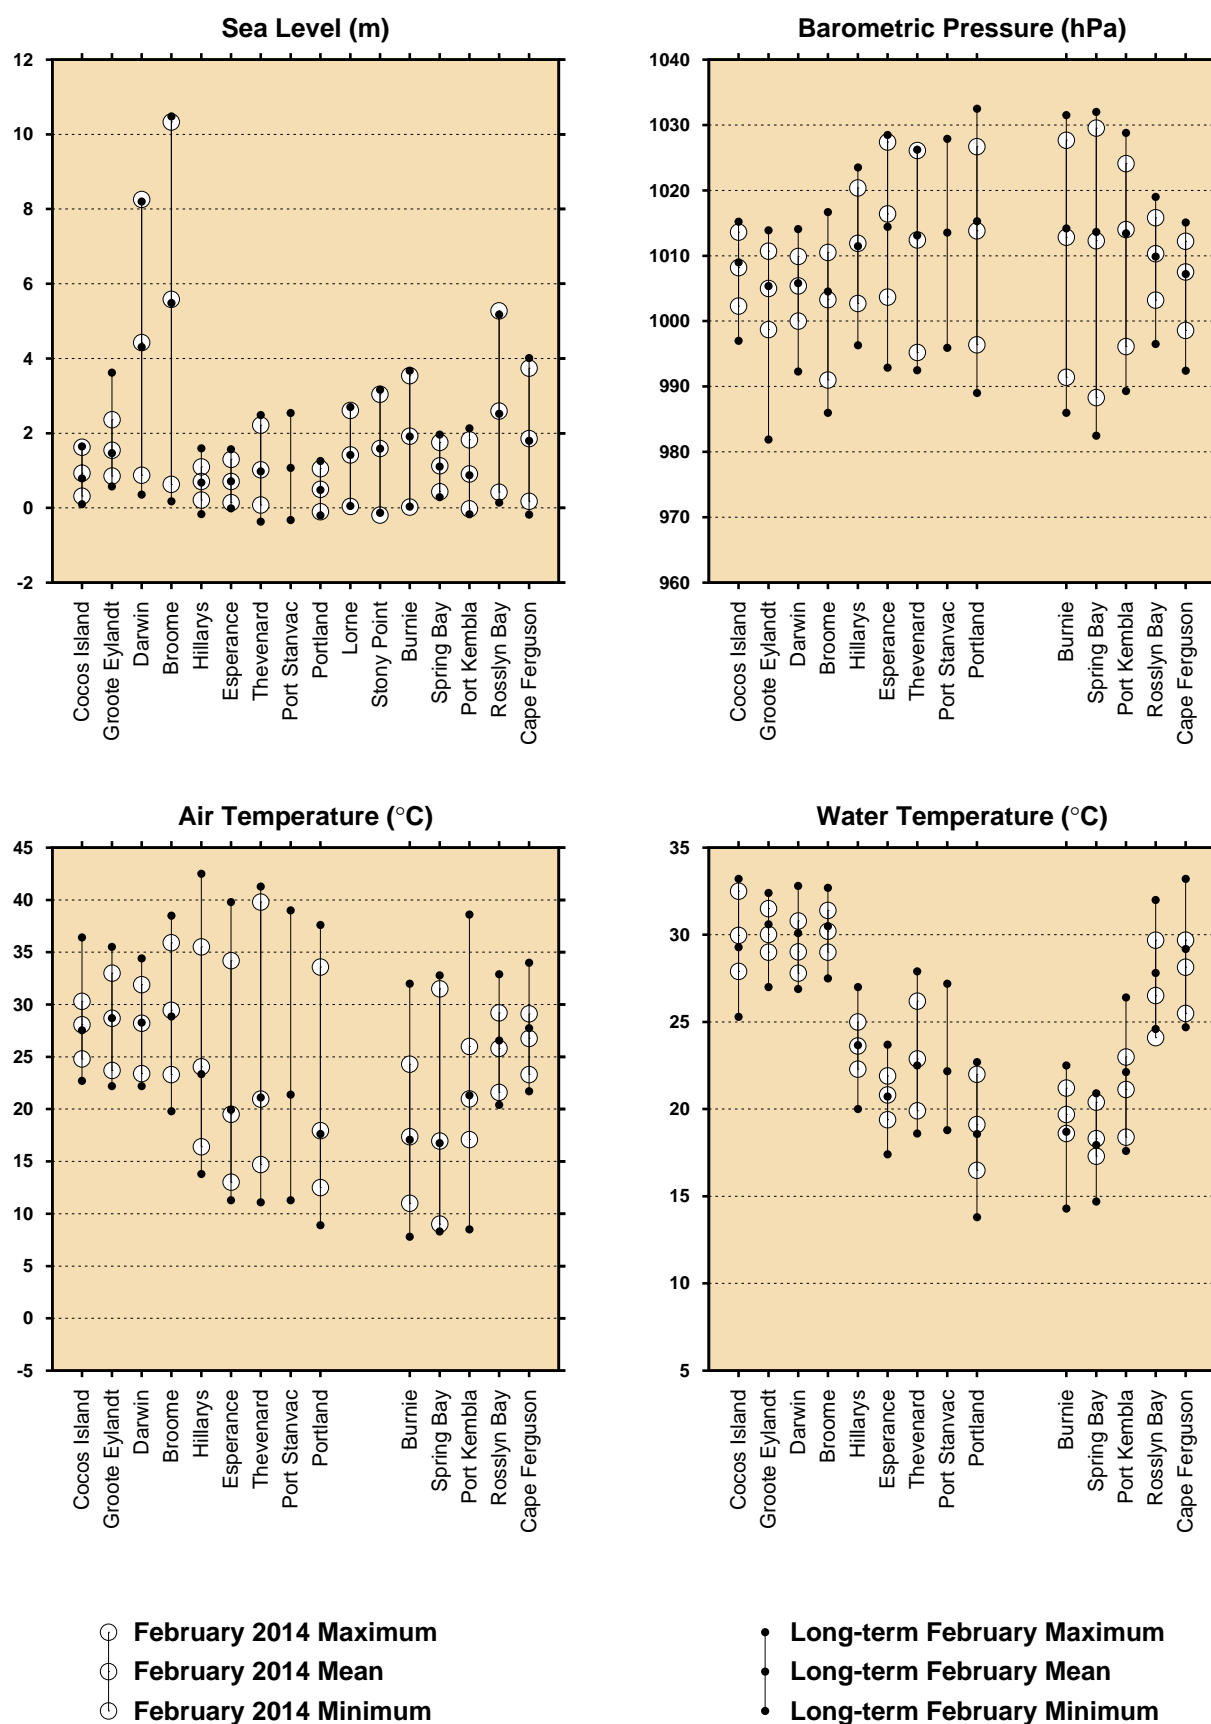 Sea Level (m)
12
10
8
6
4
2
0
-2
Cocos Island
Groote Eylandt
Darwin
Broome
Hillarys
Esperance
Thevenard
Port Stanvac
Portland
Lorne
Stony Point
Burnie
Spring Bay
Port Kembla
Rosslyn Bay
Cape Ferguson
Barometric Pressure (hPa)
1040
1030
1020
1010
1000
990
980
970
960
Cocos Island
Groote Eylandt
Darwin
Broome
Hillarys
Esperance
Thevenard
Port Stanvac
Portland
Burnie
Spring Bay
Port Kembla
Rosslyn Bay
Cape Ferguson
Air Temperature (°C)
45
40
35
30
25
20
15
10
5
0
-5
Cocos Island
Groote Eylandt
Darwin
Broome
Hillarys
Esperance
Thevenard
Port Stanvac
Portland
Burnie
Spring Bay
Port Kembla
Rosslyn Bay
Cape Ferguson
Water Temperature (°C)
35
30
25
20
15
10
5
Cocos Island
Groote Eylandt
Darwin
Broome
Hillarys
Esperance
Thevenard
Port Stanvac
Portland
Burnie
Spring Bay
Port Kembla
Rosslyn Bay
Cape Ferguson
February 2014 Maximum
February 2014 Mean
February 2014 Minimum
Long-term February Maximum
Long-term February Mean
Long-term February Minimum